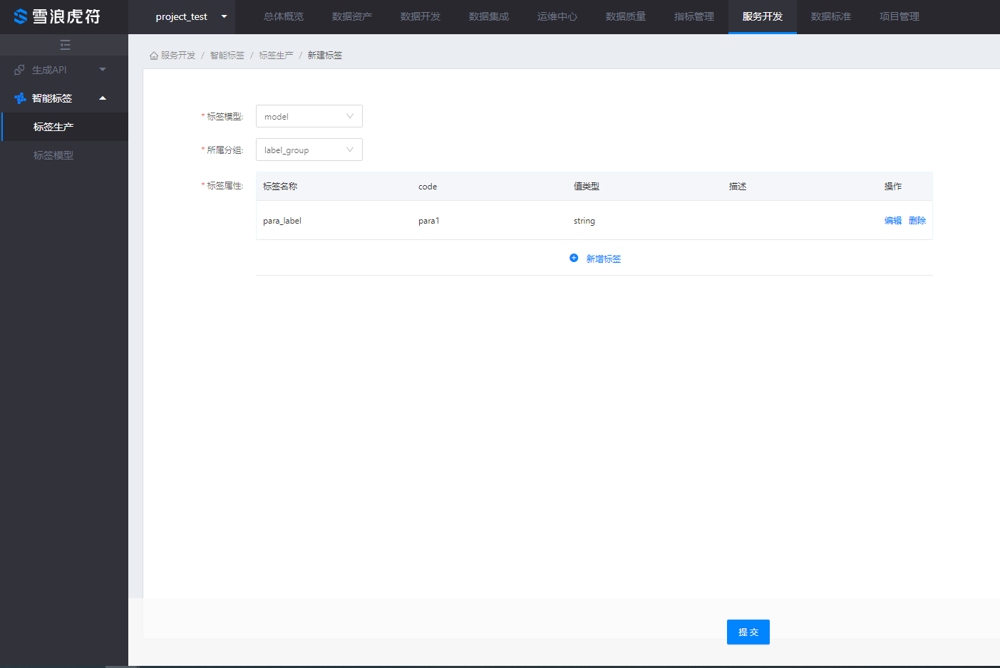 雪浪虎符 project_test 总体概览 数据资产 数据开发 数据集成 运维中心 数据质量 指标管理 服务开发 数据标准 项目管理
服务开发 / 智能标签 / 标签生产 / 新建标签
生成API
智能标签
标签生产
标签模型
* 标签模型: model
* 所属分组: label_group
* 标签属性: 标签名称 code 值类型 描述 操作
para_label para1 string 编辑 删除
新增标签
提交